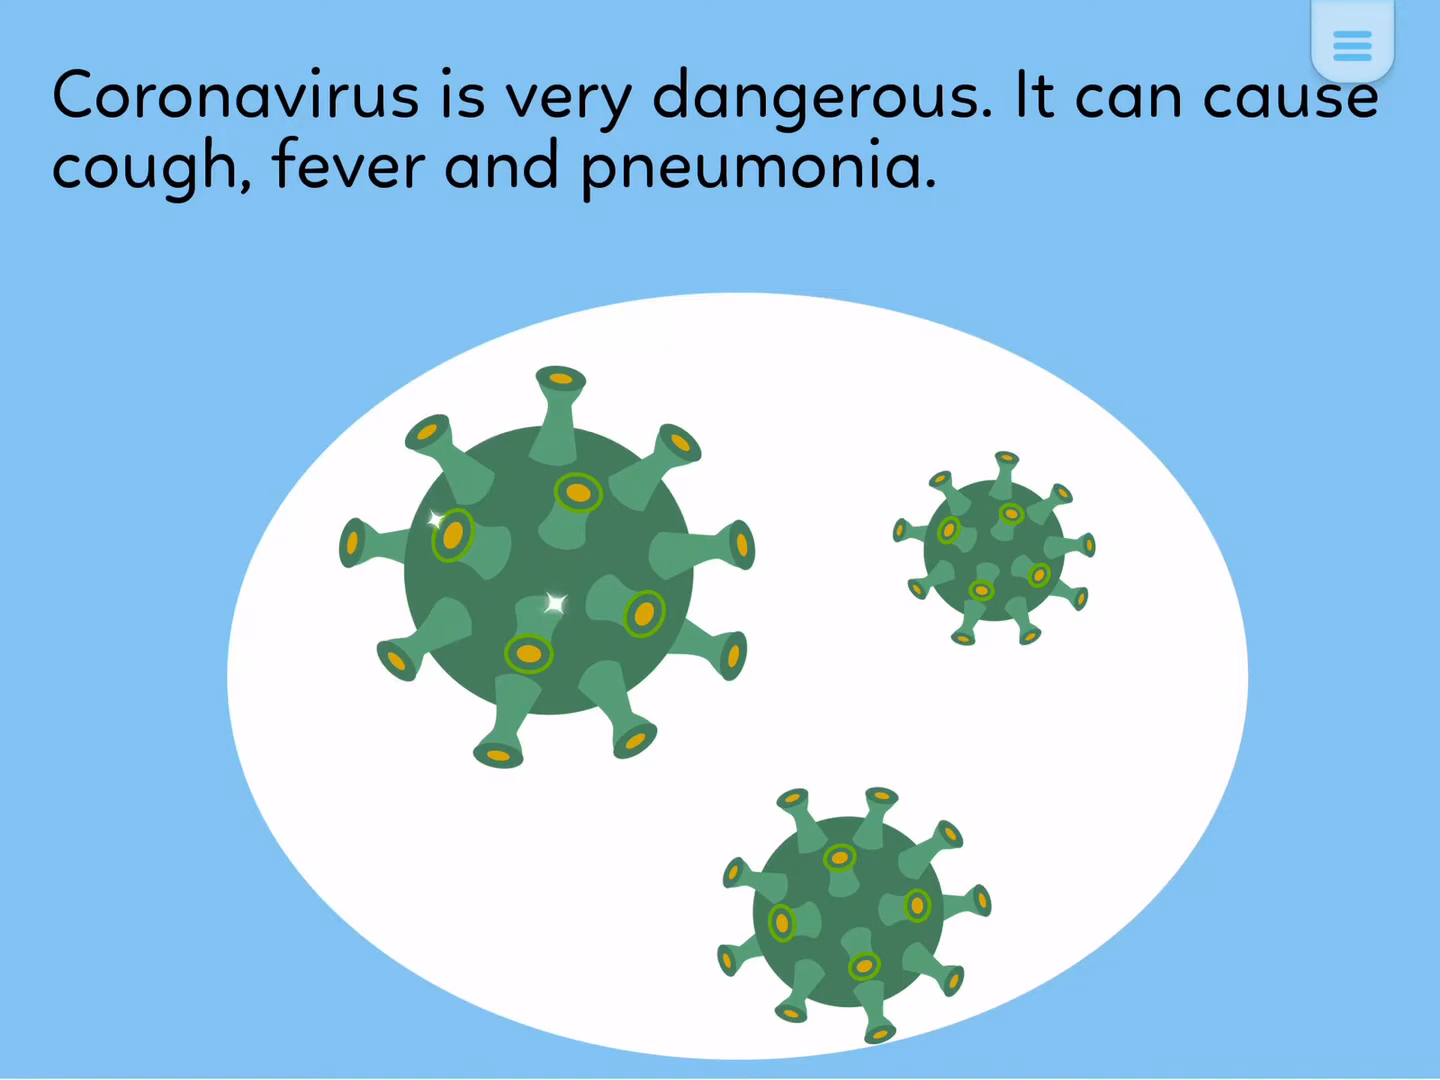 Coronavirus is very dangerous. It can cause
cough, fever and pneumonia.